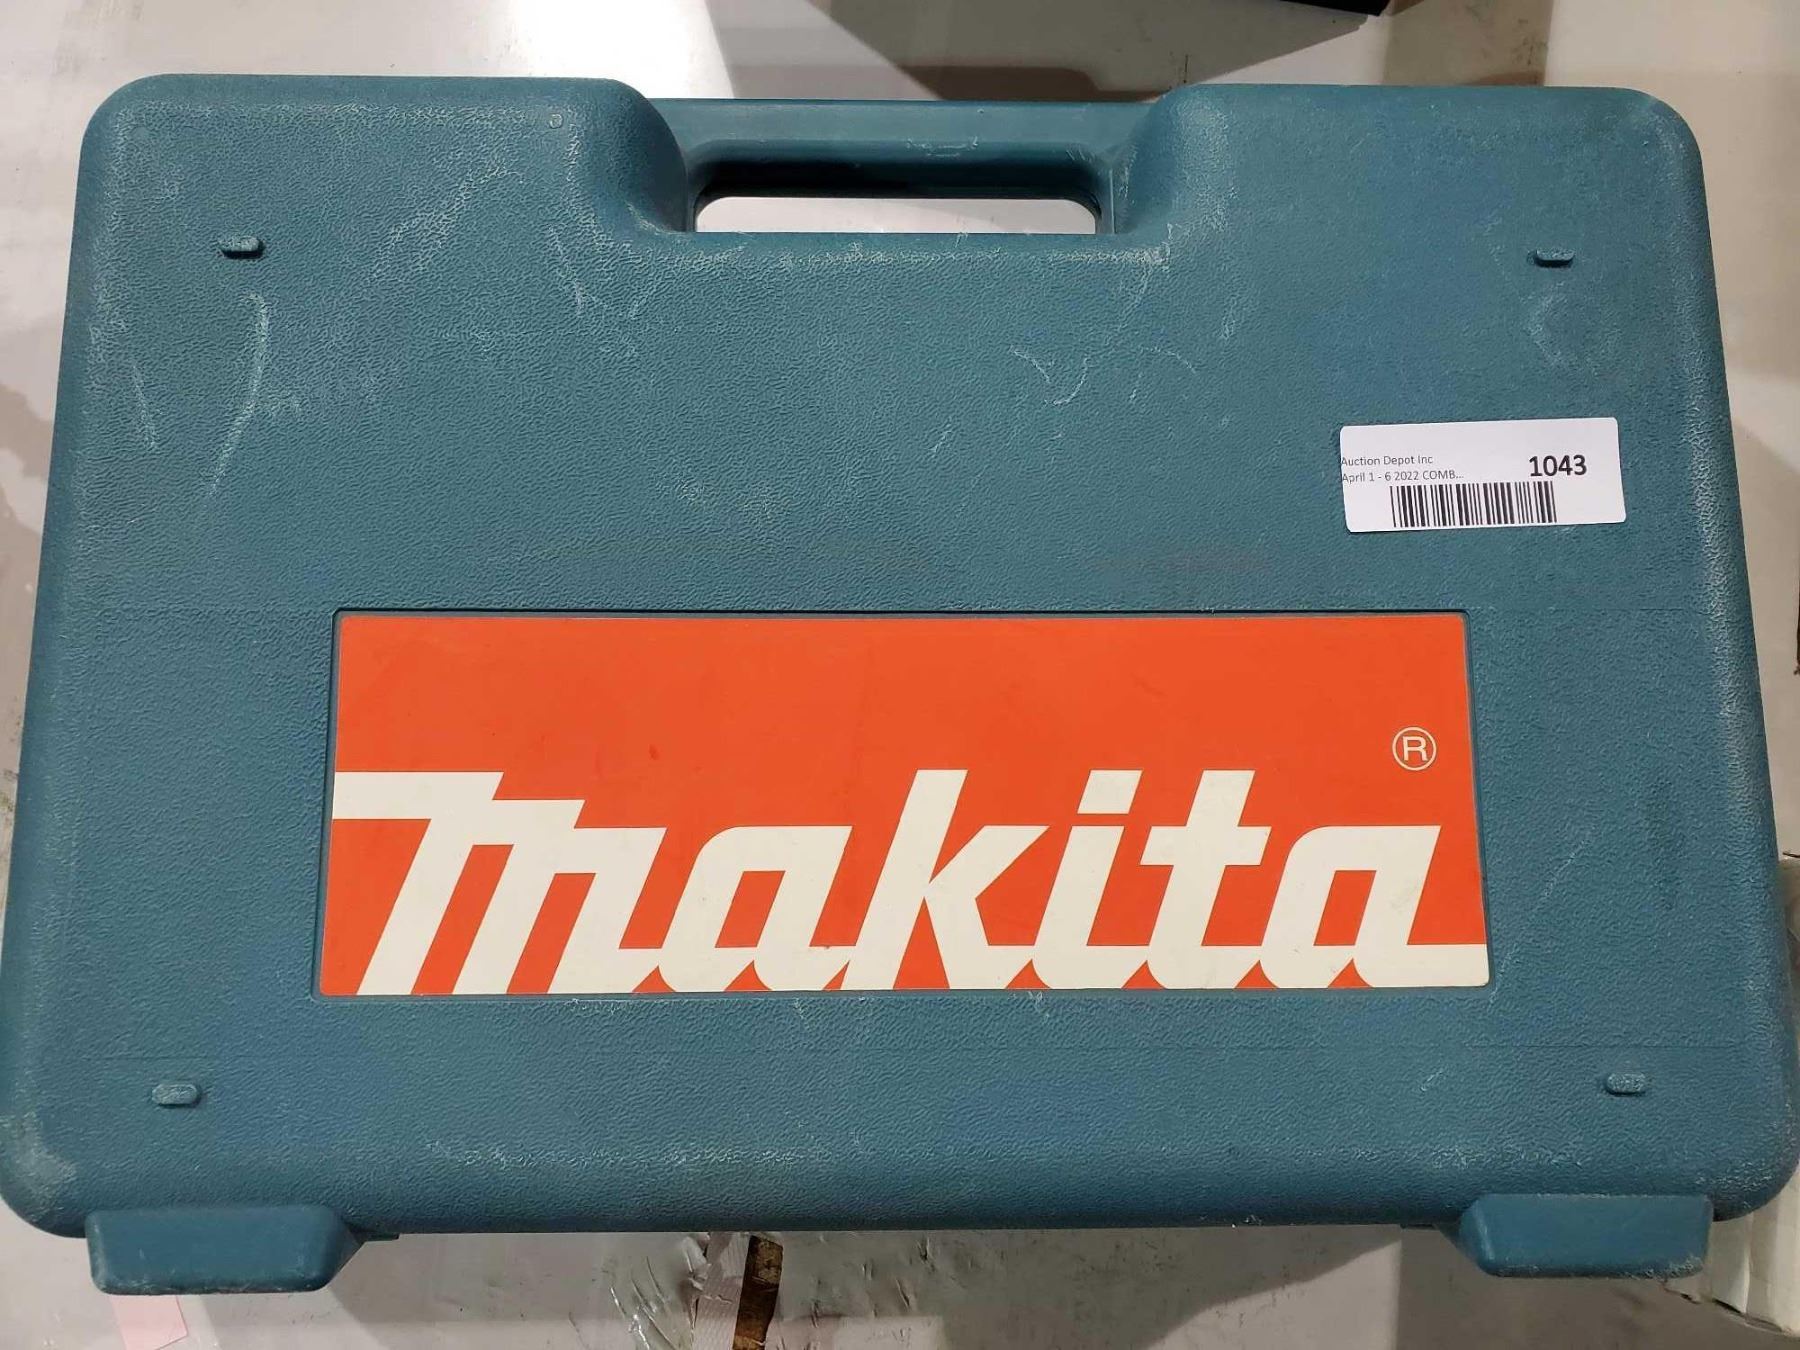 Auction Depot Inc
April 1 - 6 2022 COMB...
1043
makita ®